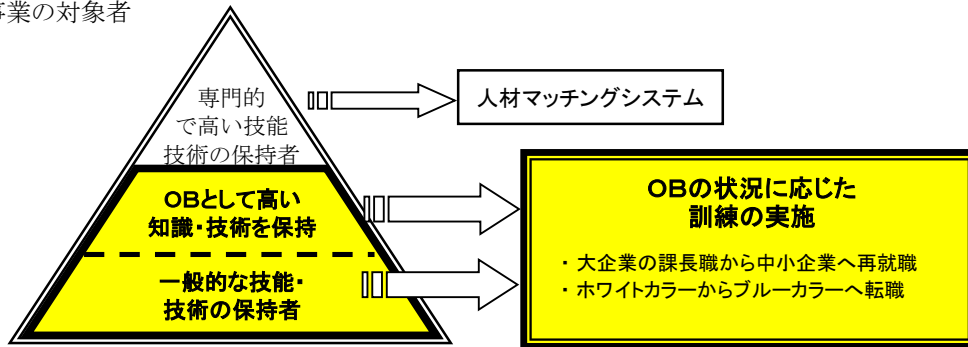 事業の対象者
専門的
で高い技能
技術の保持者
人材マッチングシステム
OBとして高い
知識・技術を保持
一般的な技能・
技術の保持者
OBの状況に応じた
訓練の実施
・ 大企業の課長職から中小企業へ再就職
・ ホワイトカラーからブルーカラーへ転職